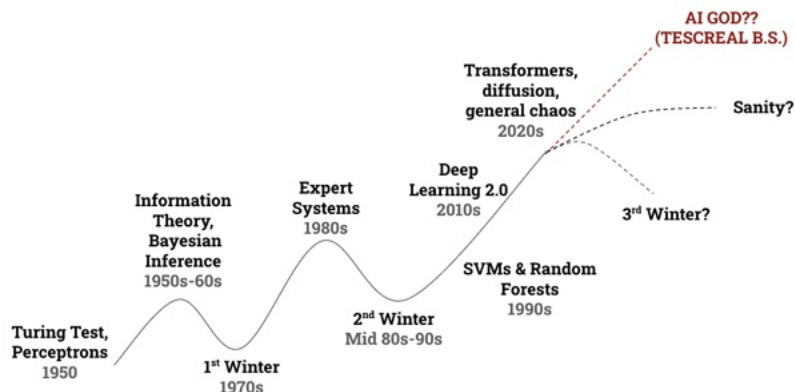 AI GOD??
(TESCREAL B.S.)
Transformers,
diffusion,
general chaos
2020s
Sanity?
Deep
Learning 2.0
2010s
3rd Winter?
Information
Theory,
Bayesian
Inference
1950s-60s
Expert
Systems
1980s
SVMs & Random
Forests
1990s
2nd Winter
Mid 80s-90s
Turing Test,
Perceptrons
1950
1st Winter
1970s